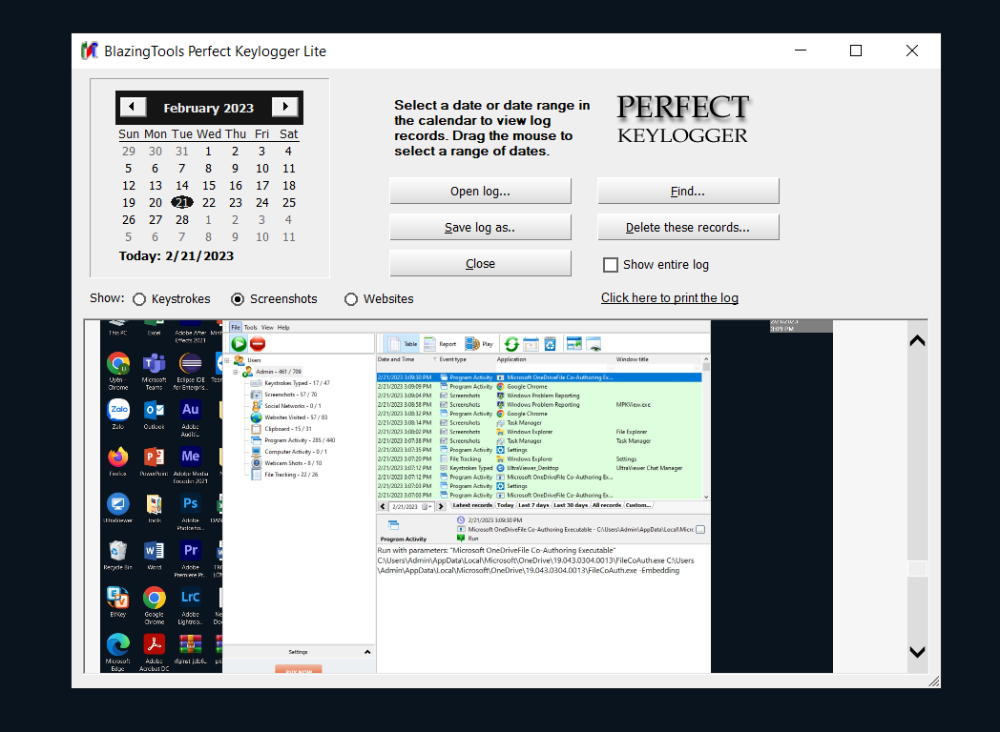 BlazingTools Perfect Keylogger Lite
February 2023
Sun Mon Tue Wed Thu Fri Sat
29 30 31 1 2 3 4
5 6 7 8 9 10 11
12 13 14 15 16 17 18
19 20 21 22 23 24 25
26 27 28 1 2 3 4
5 6 7 8 9 10 11
Today: 2/21/2023
Select a date or date range in
the calendar to view log
records. Drag the mouse to
select a range of dates.
PERFECT
KEYLOGGER
Open log...
Find...
Save log as..
Delete these records...
Close
Show entire log
Show: Keystrokes Screenshots Websites
Click here to print the log
This PC
Excel
Adobe After
Effects 2021
Uyên -
Chrome
Microsoft
Teams
Eclipse IDE
for Enterpris...
Zalo
Outlook
Adobe
Audit...
Firefox
PowerPoint
Adobe Media
Encoder 2021
UltraViewer
Tools
Adobe
Photosho...
Recycle Bin
Word
Adobe
Premiere Pr...
EVKey
Google
Chrome
Adobe
Lightroo...
Microsoft
Edge
Adobe
Acrobat DC
File Tools View Help
Users
Admin - 461 / 709
Keystrokes Typed - 17 / 47
Screenshots - 57 / 70
Social Networks - 0 / 1
Websites Visited - 57 / 83
Clipboard - 15 / 31
Program Activity - 285 / 440
Computer Activity - 0 / 1
Webcam Shots - 8 / 10
File Tracking - 22 / 26
Settings
BUY NOW
Table Report Play
Date and Time Event type Application Window title
2/21/2023 3:09:30 PM Program Activity Microsoft OneDriveFile Co-Authoring Ex...
2/21/2023 3:09:09 PM Program Activity Google Chrome
2/21/2023 3:09:04 PM Screenshots Windows Problem Reporting
2/21/2023 3:08:58 PM Screenshots Windows Problem Reporting MPKView.exe
2/21/2023 3:08:32 PM Program Activity Google Chrome
2/21/2023 3:08:14 PM Screenshots Task Manager
2/21/2023 3:08:02 PM Screenshots Windows Explorer File Explorer
2/21/2023 3:07:38 PM Screenshots Task Manager Task Manager
2/21/2023 3:07:35 PM Program Activity Settings
2/21/2023 3:07:20 PM File Tracking Windows Explorer Settings
2/21/2023 3:07:12 PM Keystrokes Typed UltraViewer_Desktop UltraViewer Chat Manager
2/21/2023 3:07:12 PM Program Activity Microsoft OneDriveFile Co-Authoring Ex...
2/21/2023 3:07:03 PM Program Activity Settings
2/21/2023 3:07:03 PM Program Activity Microsoft OneDriveFile Co-Authoring Ex...
2/21/2023 Latest records Today Last 7 days Last 30 days All records Custom...
Program Activity
2/21/2023 3:09:30 PM
Microsoft OneDriveFile Co-Authoring Executable - C:\Users\Admin\AppData\Local\Micrc
Run
Run with parameters: "Microsoft OneDriveFile Co-Authoring Executable"
C:\Users\Admin\AppData\Local\Microsoft\OneDrive\19.043.0304.0013\FileCoAuth.exe C:\Users
\Admin\AppData\Local\Microsoft\OneDrive\19.043.0304.0013\FileCoAuth.exe -Embedding
2/21/2023
3:09 PM